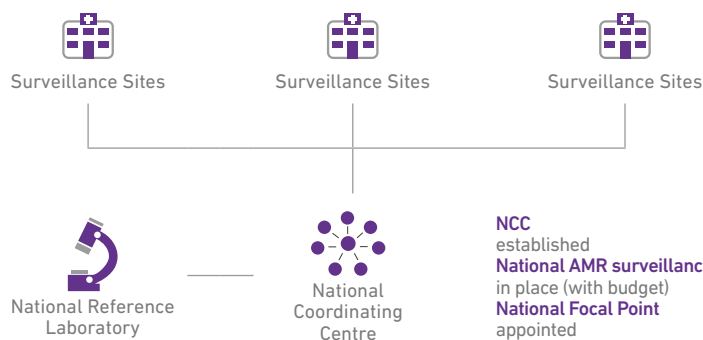 Surveillance Sites
Surveillance Sites
Surveillance Sites
National Reference
Laboratory
National
Coordinating
Centre
NCC
established
National AMR surveillanc
in place (with budget)
National Focal Point
appointed